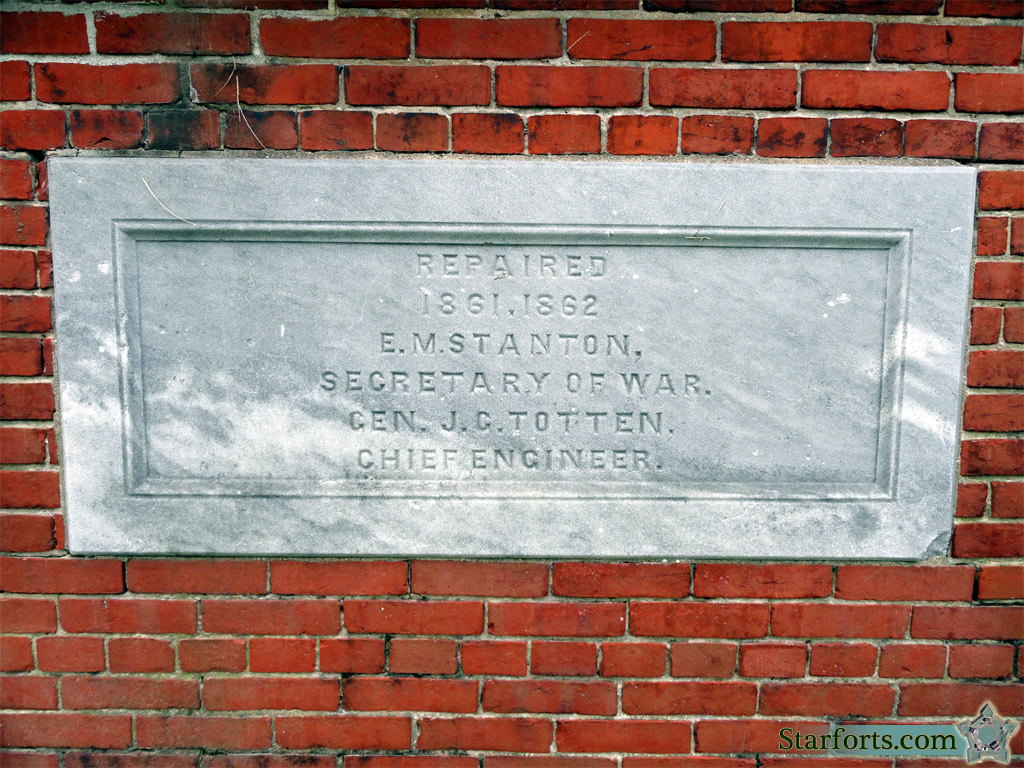 REPAIRED
1861,1862
E.M.STANTON,
SECRETARY OF WAR.
GEN. J.G.TOTTEN.
CHIEF ENGINEER.
Starforts.com